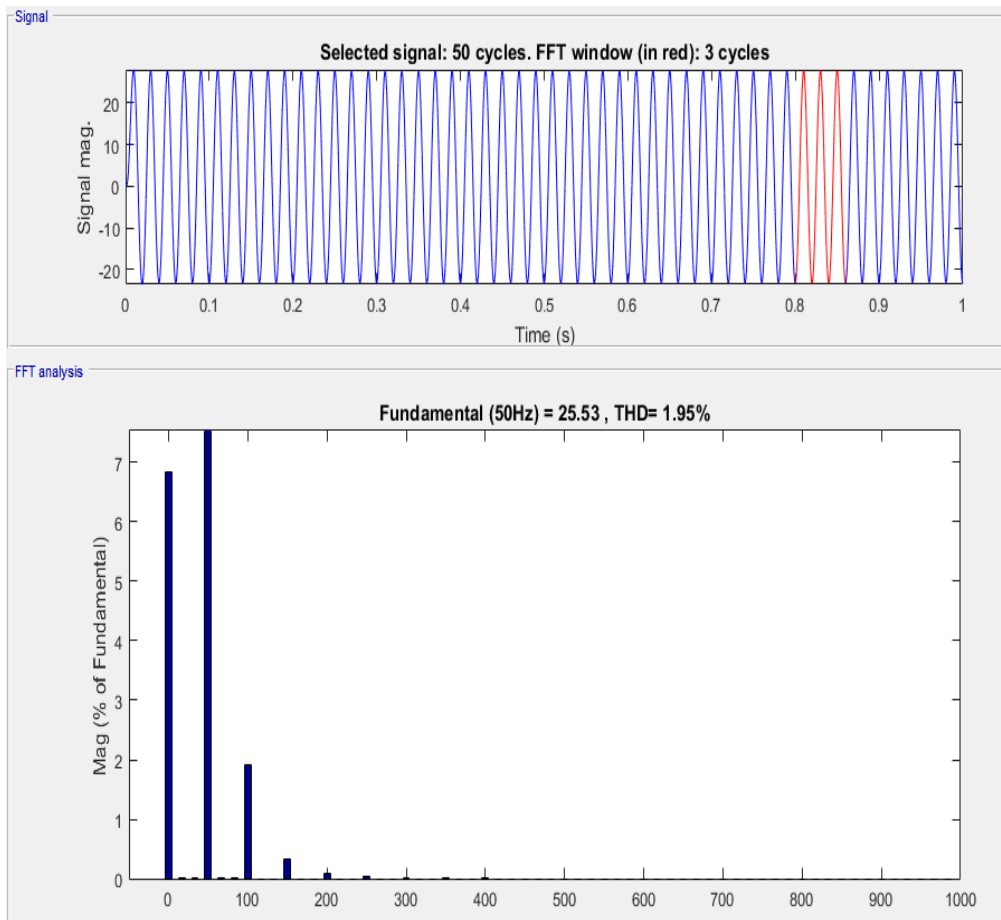 Signal
Selected signal: 50 cycles. FFT window (in red): 3 cycles
Signal mag.
20
10
0
-10
-20
0 0.1 0.2 0.3 0.4 0.5 0.6 0.7 0.8 0.9 1
Time (s)
FFT analysis
Fundamental (50Hz) = 25.53 , THD= 1.95%
Mag (% of Fundamental)
7
6
5
4
3
2
1
0
0 100 200 300 400 500 600 700 800 900 1000